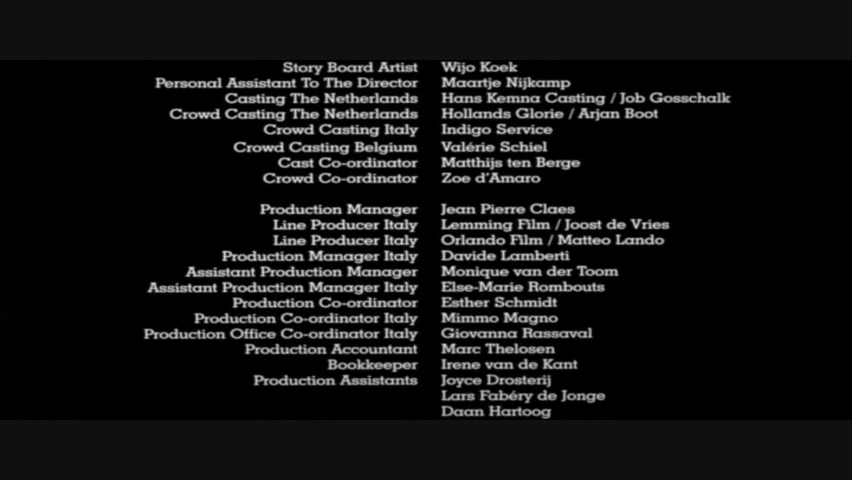 Story Board Artist Wijo Koek
Personal Assistant To The Director Maartje Nijkamp
Casting The Netherlands Hans Kemna Casting / Job Gosschalk
Crowd Casting The Netherlands Hollands Glorie / Arjan Boot
Crowd Casting Italy Indigo Service
Crowd Casting Belgium Valérie Schiel
Cast Co-ordinator Matthijs ten Berge
Crowd Co-ordinator Zoe d'Amaro
Production Manager Jean Pierre Claes
Line Producer Italy Lemming Film / Joost de Vries
Line Producer Italy Orlando Film / Matteo Lando
Production Manager Italy Davide Lamberti
Assistant Production Manager Monique van der Toom
Assistant Production Manager Italy Else-Marie Rombouts
Production Co-ordinator Esther Schmidt
Production Co-ordinator Italy Mimmo Magno
Production Office Co-ordinator Italy Giovanna Rassaval
Production Accountant Marc Thelosen
Bookkeeper Irene van de Kant
Production Assistants Joyce Drosterij
Lars Fabéry de Jonge
Daan Hartoog